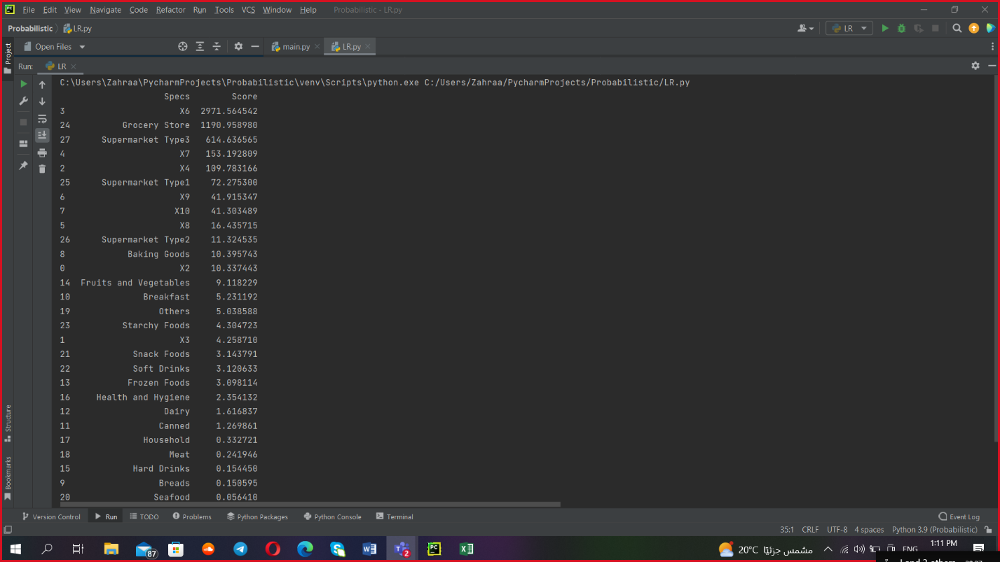 File Edit View Navigate Code Refactor Run Tools VCS Window Help Probabilistic - LR.py
Probabilistic LR.py LR
Project Open Files main.py LR.py
Run: LR
C:\Users\Zahraa\PycharmProjects\Probabilistic\venv\Scripts\python.exe C:/Users/Zahraa/PycharmProjects/Probabilistic/LR.py
Specs Score
3 X6 2971.564542
24 Grocery Store 1190.958980
27 Supermarket Type3 614.636565
4 X7 153.192809
2 X4 109.783166
25 Supermarket Type1 72.275300
6 X9 41.915347
7 X10 41.303489
5 X8 16.435715
26 Supermarket Type2 11.324535
8 Baking Goods 10.395743
0 X2 10.337443
14 Fruits and Vegetables 9.118229
10 Breakfast 5.231192
19 Others 5.038588
23 Starchy Foods 4.304723
1 X3 4.258710
21 Snack Foods 3.143791
22 Soft Drinks 3.120633
13 Frozen Foods 3.098114
16 Health and Hygiene 2.354132
12 Dairy 1.616837
11 Canned 1.269861
17 Household 0.332721
18 Meat 0.241946
15 Hard Drinks 0.154450
9 Breads 0.150595
20 Seafood 0.056410
Structure
Bookmarks
Version Control Run TODO Problems Python Packages Python Console Terminal Event Log
35:1 CRLF UTF-8 4 spaces Python 3.9 (Probabilistic)
87 2 20°C مشمس جزئيًا ENG 1:11 PM